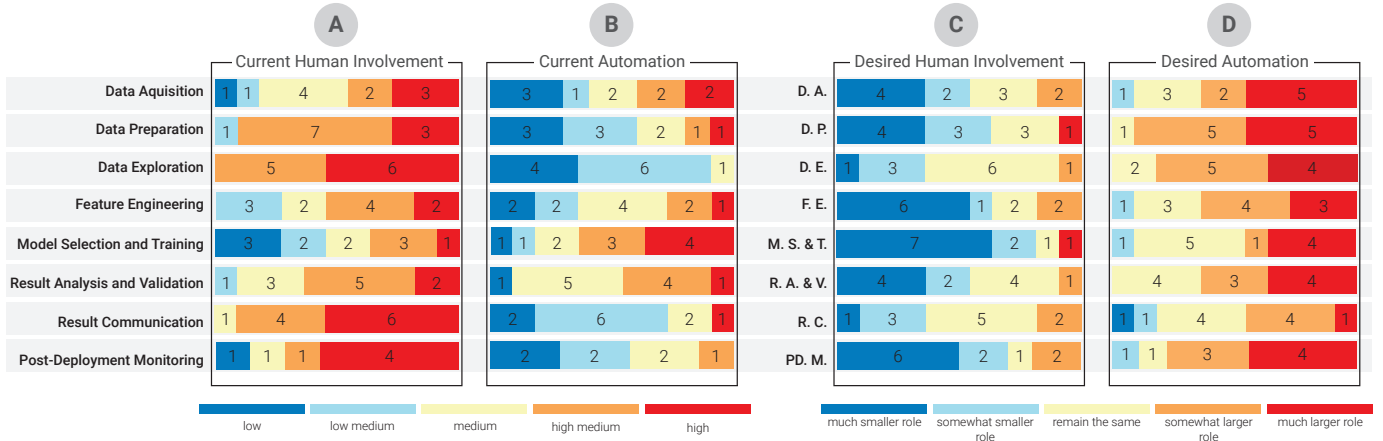 A B C D
Current Human Involvement Current Automation Desired Human Involvement Desired Automation
Data Aquisition 1 1 4 2 3 3 1 2 2 2 D. A. 4 2 3 2 1 3 2 5
Data Preparation 1 7 3 3 3 2 1 1 D. P. 4 3 3 1 1 5 5
Data Exploration 5 6 4 6 1 D. E. 1 3 6 1 2 5 4
Feature Engineering 3 2 4 2 2 2 4 2 1 F. E. 6 1 2 2 1 3 4 3
Model Selection and Training 3 2 2 3 1 1 1 2 3 4 M. S. & T. 7 2 1 1 1 5 1 4
Result Analysis and Validation 1 3 5 2 1 5 4 1 R. A. & V. 4 2 4 1 4 3 4
Result Communication 1 4 6 2 6 2 1 R. C. 1 3 5 2 1 1 4 4 1
Post-Deployment Monitoring 1 1 1 4 2 2 2 1 PD. M. 6 2 1 2 1 1 3 4
low low medium medium high medium high much smaller role somewhat smaller remain the same somewhat larger much larger role
role role